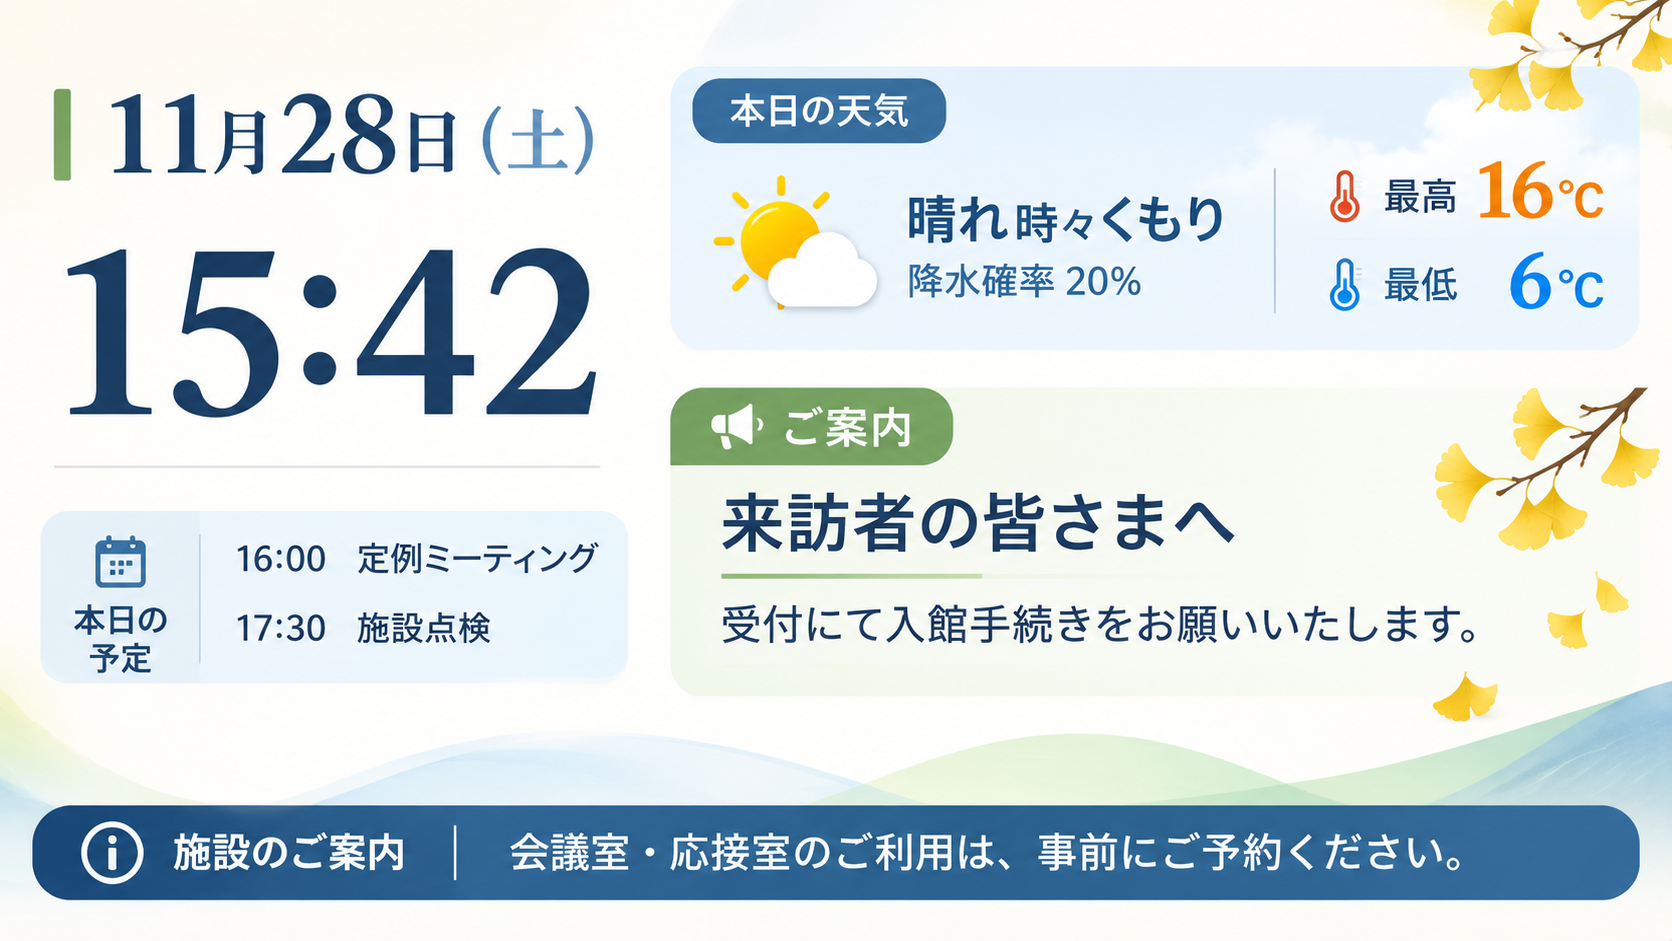 11月28日(土)
15:42
本日の予定
16:00 定例ミーティング
17:30 施設点検
本日の天気
晴れ時々くもり
降水確率 20%
最高 16℃
最低 6℃
ご案内
来訪者の皆さまへ
受付にて入館手続きをお願いいたします。
施設のご案内
会議室・応接室のご利用は、事前にご予約ください。